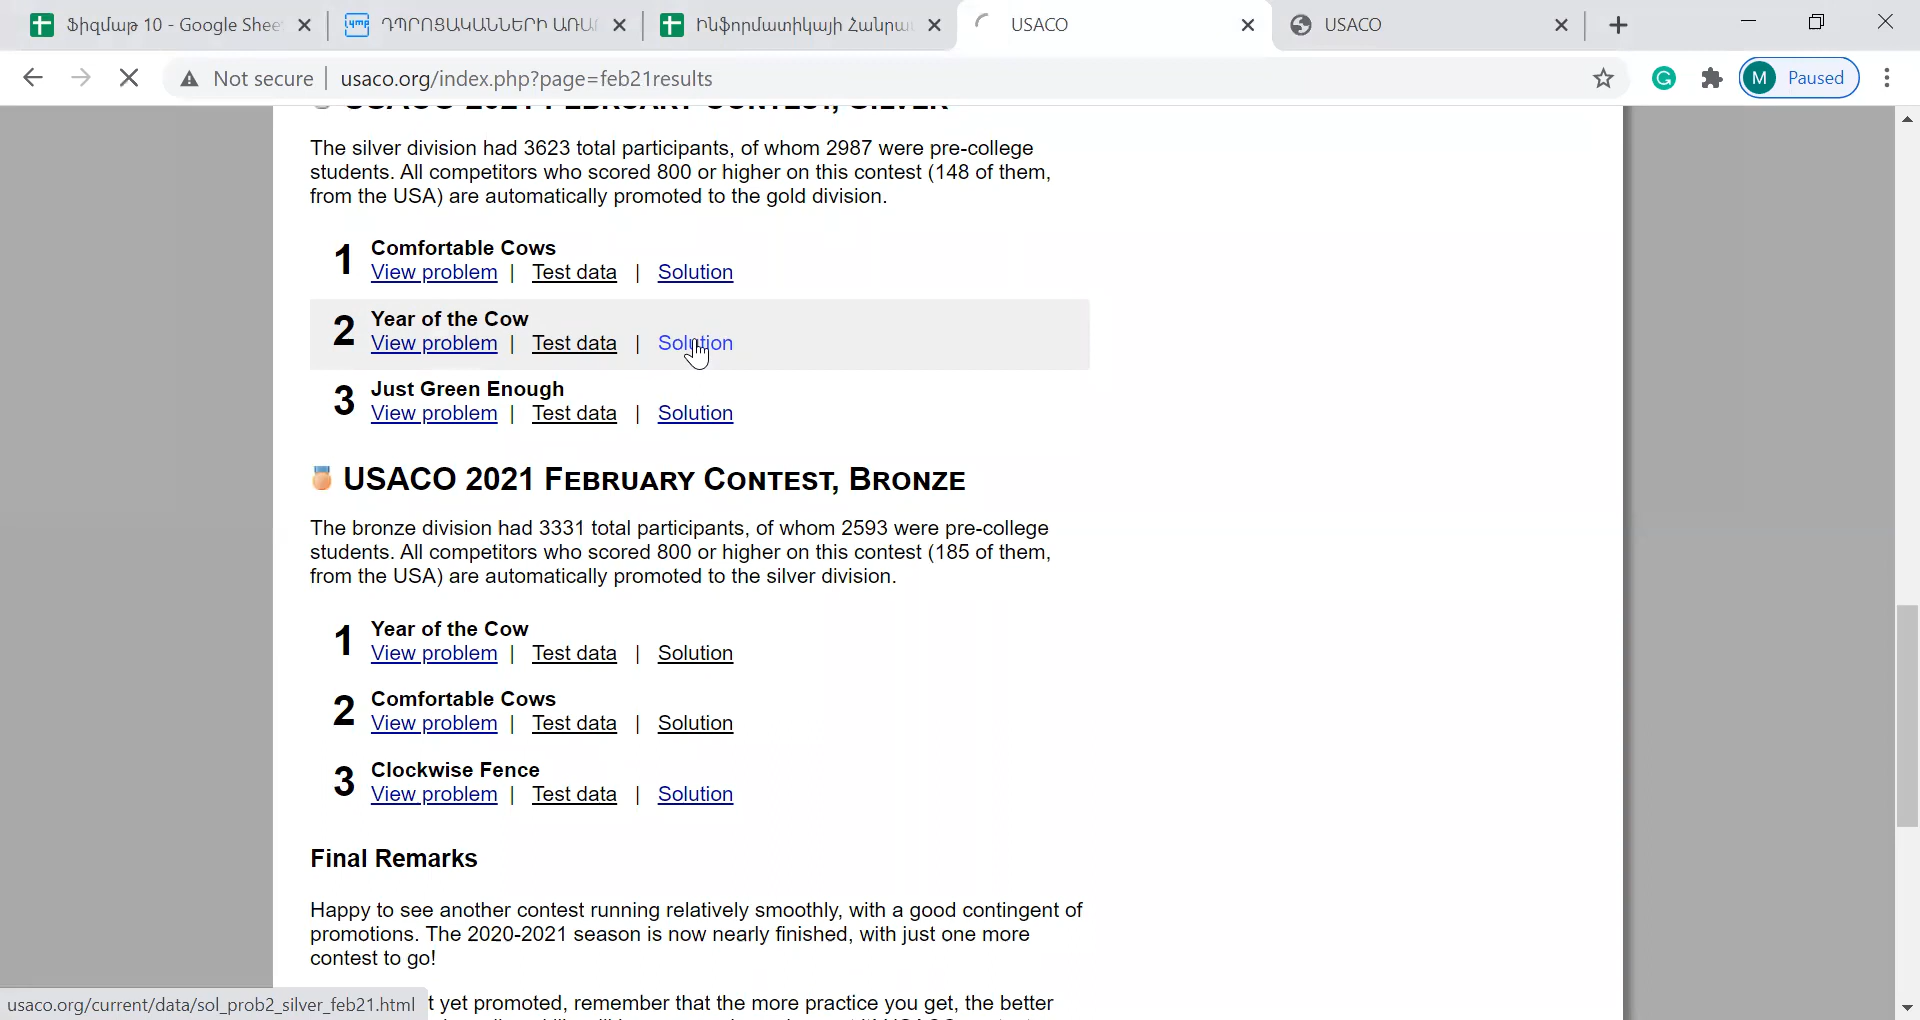 Ֆիզմաթ 10 - Google Shee
ԴՊՐՈՑԱԿԱՆՆԵՐԻ ԱՌԱ
Ինֆորմատիկայի Հանրա
USACO
USACO
Not secure
usaco.org/index.php?page=feb21results
M Paused
USACO 2021 FEBRUARY CONTEST, SILVER
The silver division had 3623 total participants, of whom 2987 were pre-college
students. All competitors who scored 800 or higher on this contest (148 of them,
from the USA) are automatically promoted to the gold division.
1 Comfortable Cows
View problem | Test data | Solution
2 Year of the Cow
View problem | Test data | Solution
3 Just Green Enough
View problem | Test data | Solution
USACO 2021 FEBRUARY CONTEST, BRONZE
The bronze division had 3331 total participants, of whom 2593 were pre-college
students. All competitors who scored 800 or higher on this contest (185 of them,
from the USA) are automatically promoted to the silver division.
1 Year of the Cow
View problem | Test data | Solution
2 Comfortable Cows
View problem | Test data | Solution
3 Clockwise Fence
View problem | Test data | Solution
Final Remarks
Happy to see another contest running relatively smoothly, with a good contingent of
promotions. The 2020-2021 season is now nearly finished, with just one more
contest to go!
t yet promoted, remember that the more practice you get, the better
usaco.org/current/data/sol_prob2_silver_feb21.html